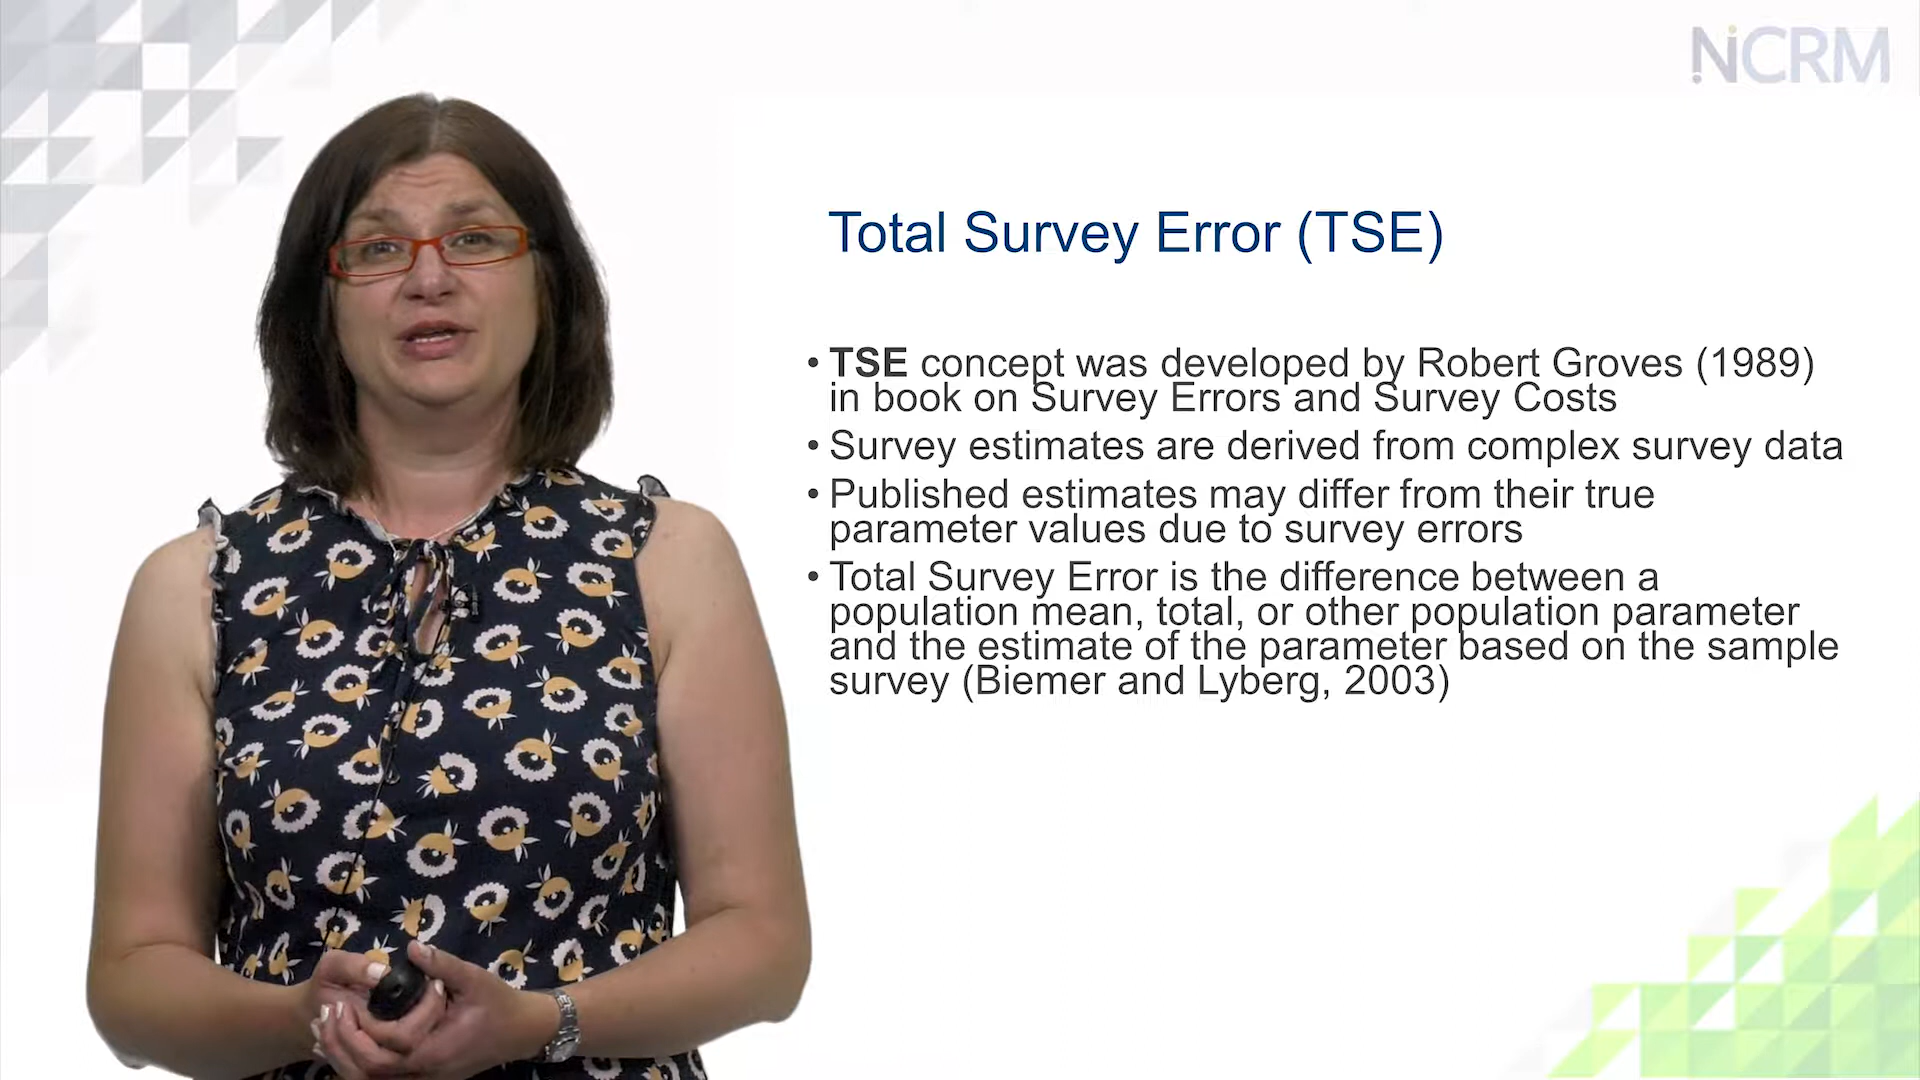 NCRM
Total Survey Error (TSE)
• TSE concept was developed by Robert Groves (1989)
in book on Survey Errors and Survey Costs
• Survey estimates are derived from complex survey data
• Published estimates may differ from their true
parameter values due to survey errors
• Total Survey Error is the difference between a
population mean, total, or other population parameter
and the estimate of the parameter based on the sample
survey (Biemer and Lyberg, 2003)